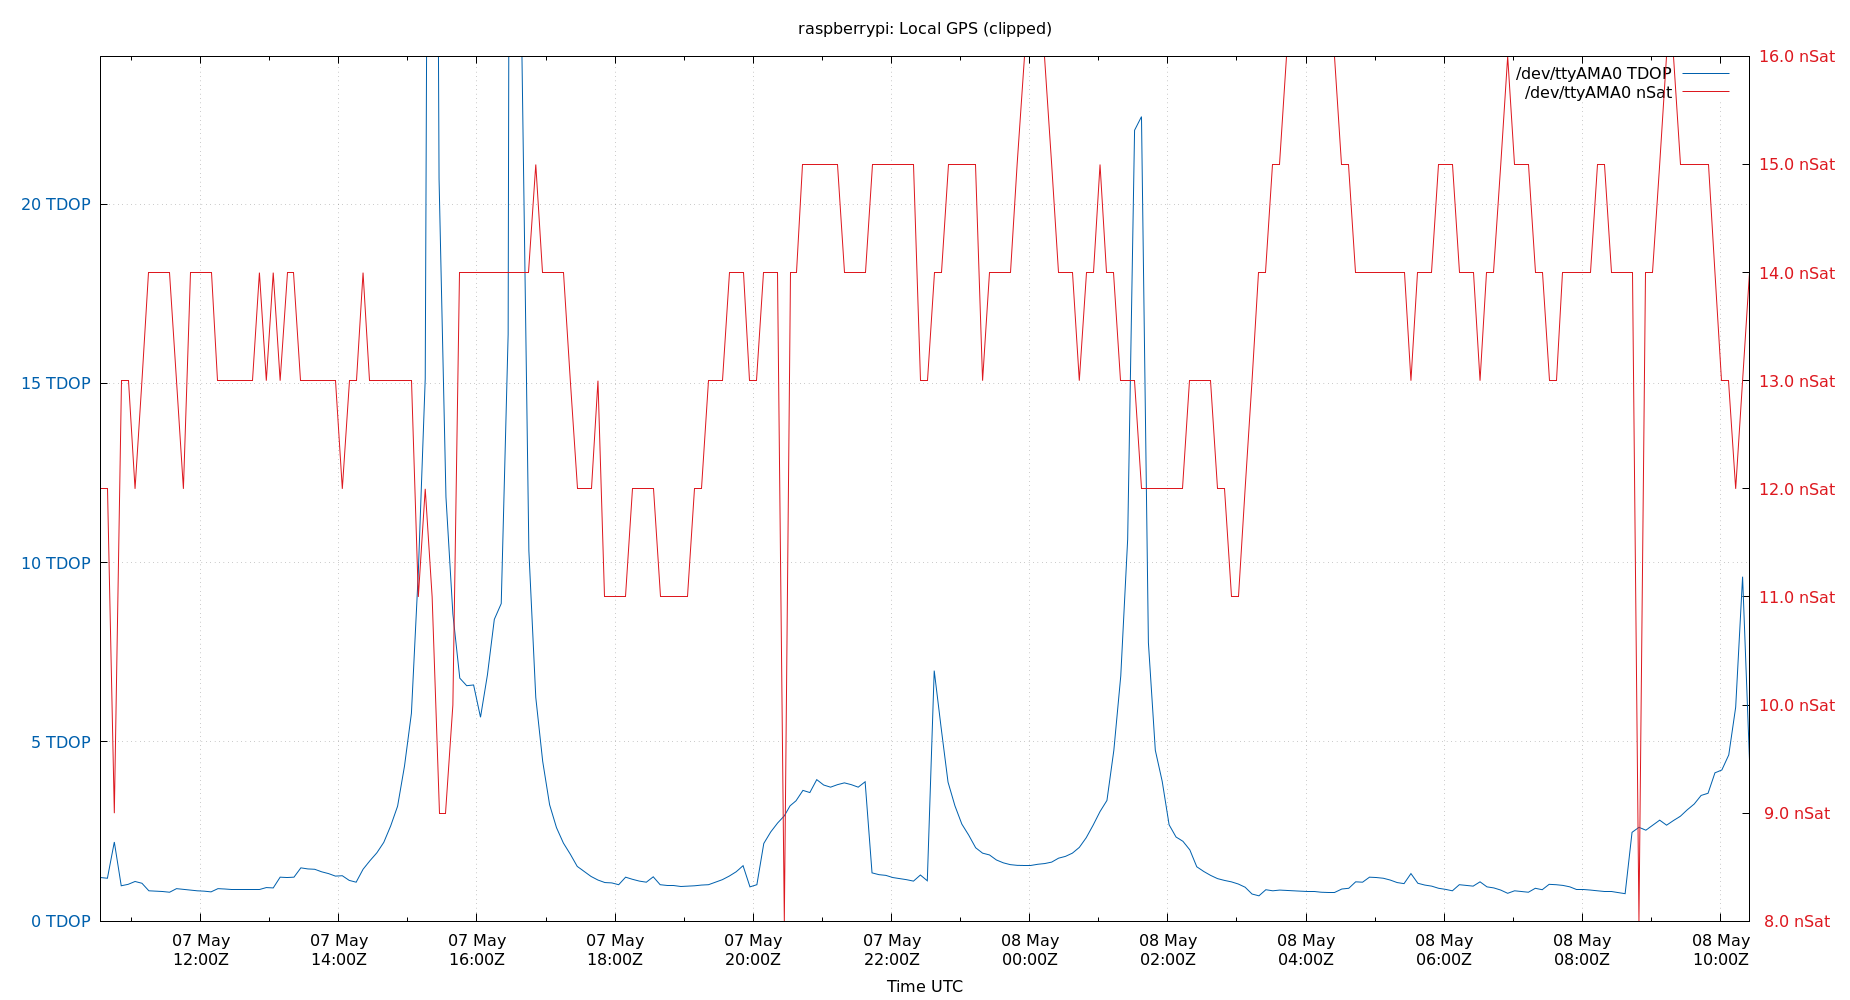 raspberrypi: Local GPS (clipped)
/dev/ttyAMA0 TDOP
/dev/ttyAMA0 nSat
20 TDOP
15 TDOP
10 TDOP
5 TDOP
0 TDOP
16.0 nSat
15.0 nSat
14.0 nSat
13.0 nSat
12.0 nSat
11.0 nSat
10.0 nSat
9.0 nSat
8.0 nSat
07 May
12:00Z
07 May
14:00Z
07 May
16:00Z
07 May
18:00Z
07 May
20:00Z
07 May
22:00Z
08 May
00:00Z
08 May
02:00Z
08 May
04:00Z
08 May
06:00Z
08 May
08:00Z
08 May
10:00Z
Time UTC